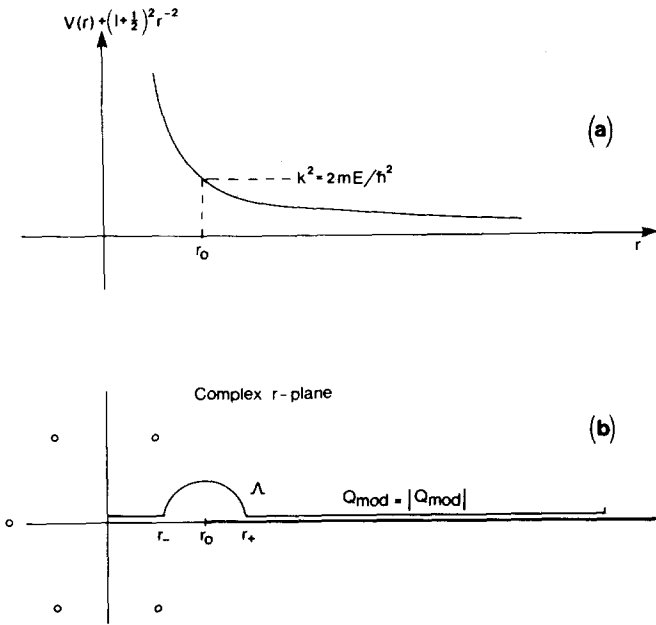 V(r) + (l+½)² r⁻²
(a)
k² = 2mE/ħ²
r₀
r
Complex r-plane
(b)
Λ
Q_mod = |Q_mod|
r₋ r₀ r₊